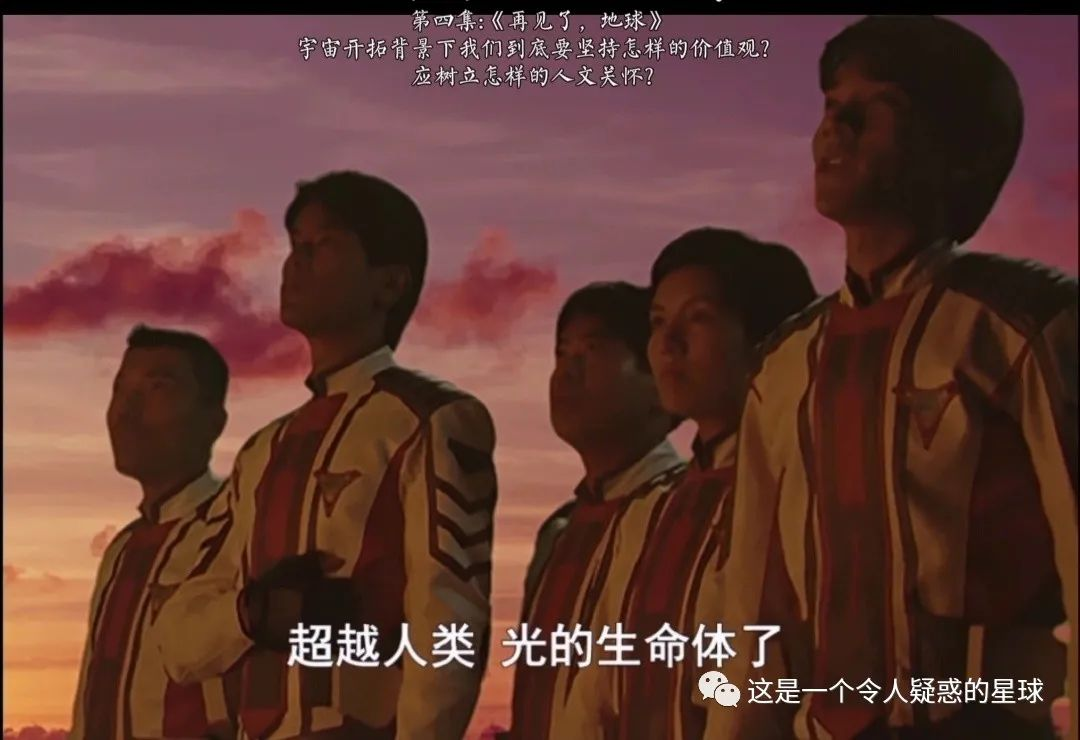 第四集:《再见了，地球》
宇宙开拓背景下我们到底要坚持怎样的价值观?
应树立怎样的人文关怀?
超越人类 光的生命体了
这是一个令人疑惑的星球